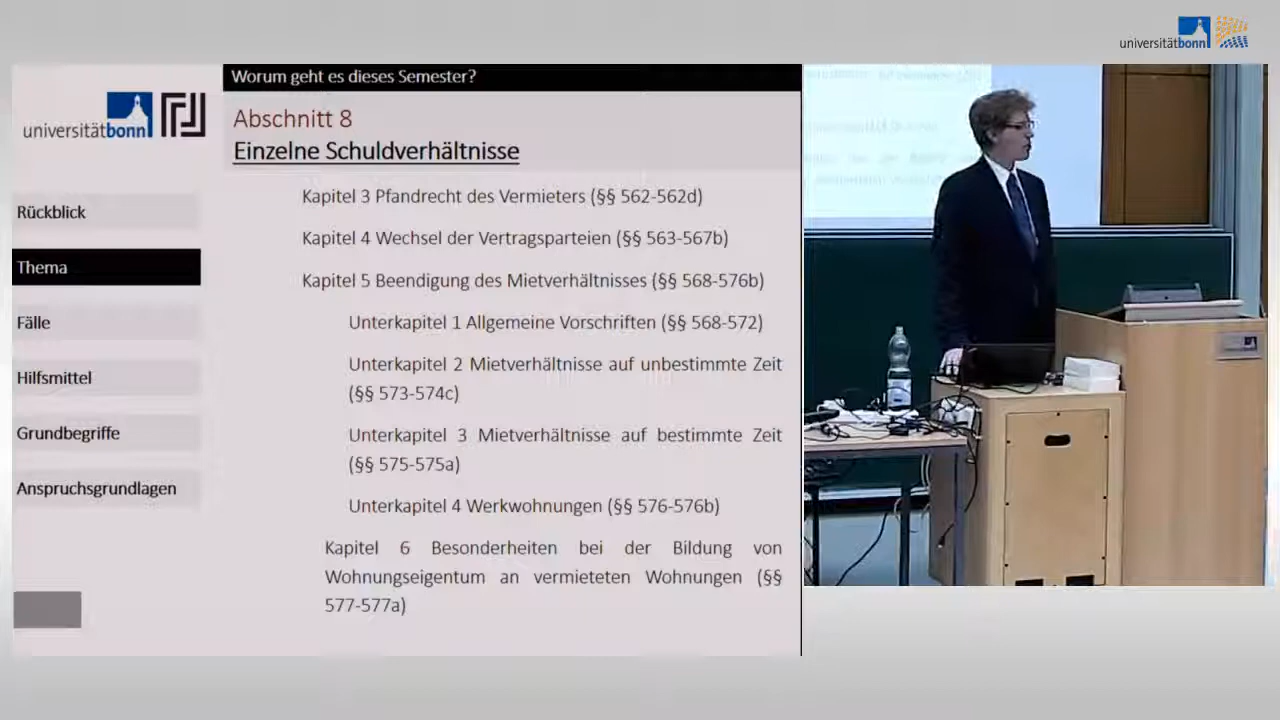 universitätbonn
Worum geht es dieses Semester?
universitätbonn
Abschnitt 8
Einzelne Schuldverhältnisse
Rückblick
Thema
Fälle
Hilfsmittel
Grundbegriffe
Anspruchsgrundlagen
Kapitel 3 Pfandrecht des Vermieters (§§ 562-562d)
Kapitel 4 Wechsel der Vertragsparteien (§§ 563-567b)
Kapitel 5 Beendigung des Mietverhältnisses (§§ 568-576b)
Unterkapitel 1 Allgemeine Vorschriften (§§ 568-572)
Unterkapitel 2 Mietverhältnisse auf unbestimmte Zeit
(§§ 573-574c)
Unterkapitel 3 Mietverhältnisse auf bestimmte Zeit
(§§ 575-575a)
Unterkapitel 4 Werkwohnungen (§§ 576-576b)
Kapitel 6 Besonderheiten bei der Bildung von
Wohnungseigentum an vermieteten Wohnungen (§§
577-577a)